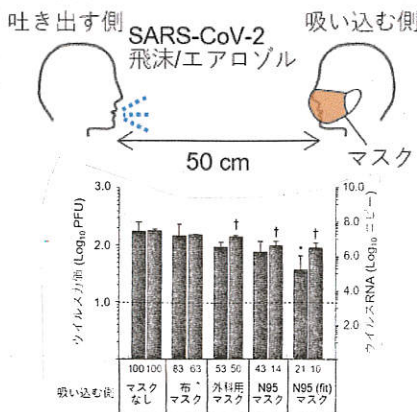 吐き出す側 SARS-CoV-2 吸い込む側
飛沫/エアロゾル
マスク
50 cm
3.0 10.0
† † †
8.0
2.0 *
6.0
1.0
4.0
2.0
ウイルス力価 (Log10 PFU)
ウイルスRNA (Log10 コピー)
100 100 83 63 53 50 43 14 21 10
吸い込む側 マスク 布 外科用 N95 N95 (fit)
なし マスク マスク マスク マスク